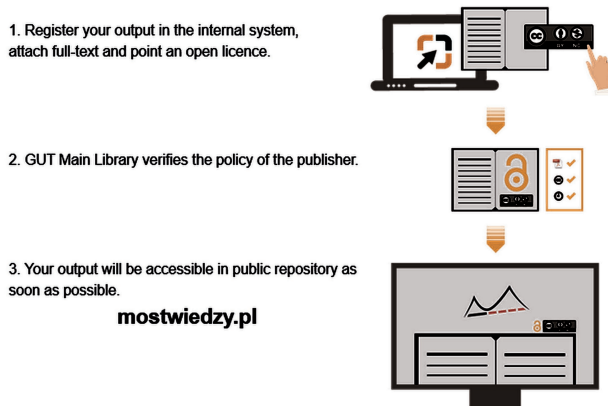 1. Register your output in the internal system,
attach full-text and point an open licence.
2. GUT Main Library verifies the policy of the publisher.
3. Your output will be accessible in public repository as
soon as possible.
mostwiedzy.pl